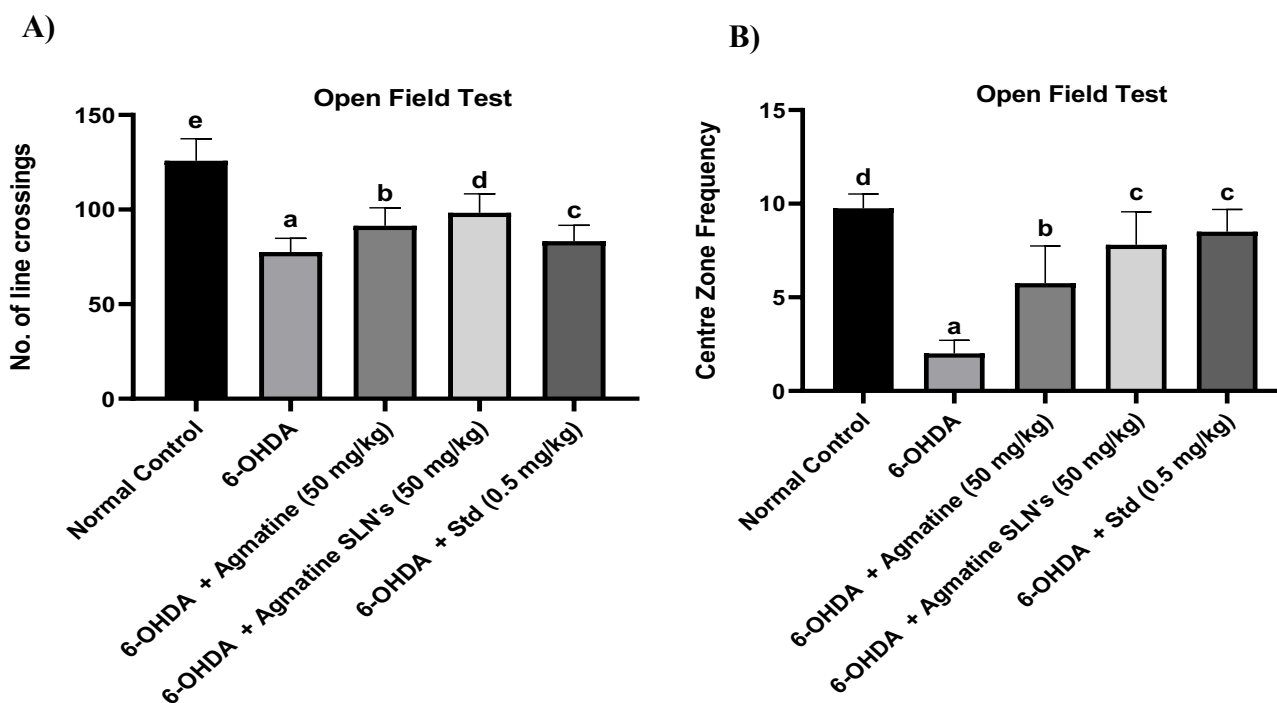 A)
Open Field Test
No. of line crossings
150
100
50
0
e
a
b
d
c
Normal Control
6-OHDA
6-OHDA + Agmatine (50 mg/kg)
6-OHDA + Agmatine SLN's (50 mg/kg)
6-OHDA + Std (0.5 mg/kg)
B)
Open Field Test
Centre Zone Frequency
15
10
5
0
d
a
b
c
c
Normal Control
6-OHDA
6-OHDA + Agmatine (50 mg/kg)
6-OHDA + Agmatine SLN's (50 mg/kg)
6-OHDA + Std (0.5 mg/kg)